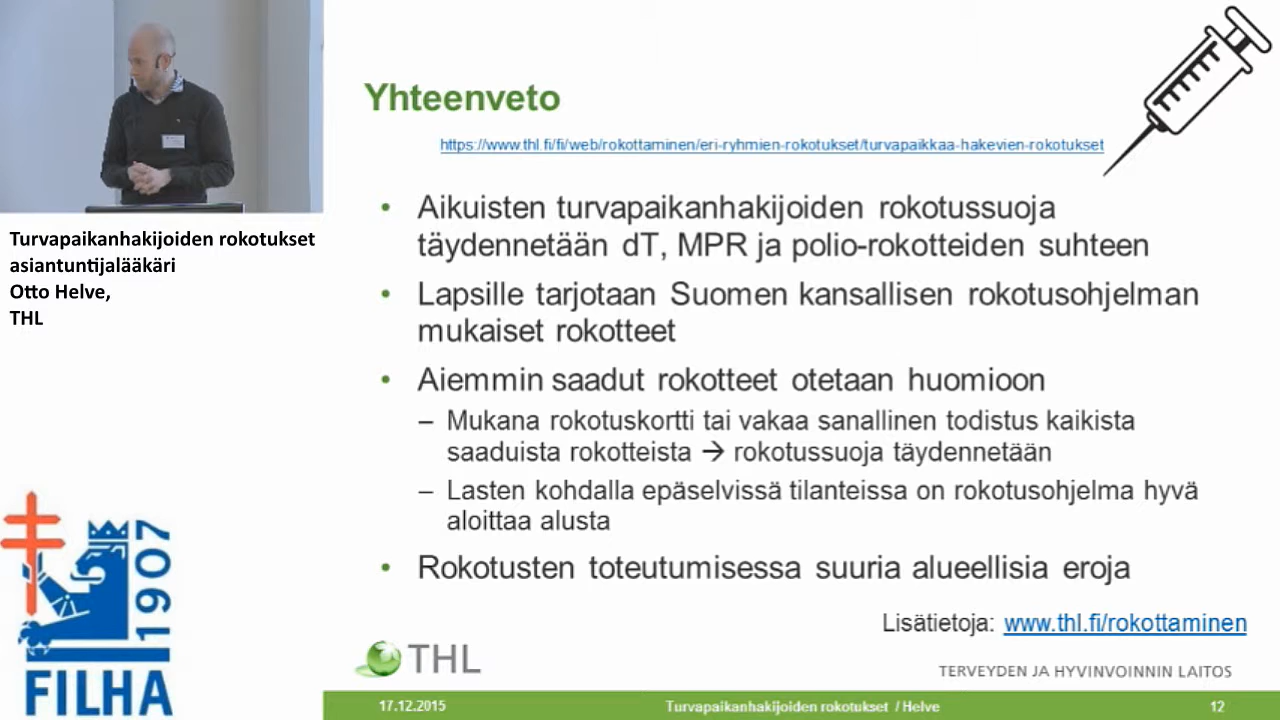 Turvapaikanhakijoiden rokotukset
asiantuntijalääkäri
Otto Helve,
THL
1907
FILHA
Yhteenveto
https://www.thl.fi/fi/web/rokottaminen/eri-ryhmien-rokotukset/turvapaikkaa-hakevien-rokotukset
• Aikuisten turvapaikanhakijoiden rokotussuoja
täydennetään dT, MPR ja polio-rokotteiden suhteen
• Lapsille tarjotaan Suomen kansallisen rokotusohjelman
mukaiset rokotteet
• Aiemmin saadut rokotteet otetaan huomioon
– Mukana rokotuskortti tai vakaa sanallinen todistus kaikista
saaduista rokotteista → rokotussuoja täydennetään
– Lasten kohdalla epäselvissä tilanteissa on rokotusohjelma hyvä
aloittaa alusta
• Rokotusten toteutumisessa suuria alueellisia eroja
Lisätietoja: www.thl.fi/rokottaminen
THL
TERVEYDEN JA HYVINVOINNIN LAITOS
17.12.2015 Turvapaikanhakijoiden rokotukset / Helve 12